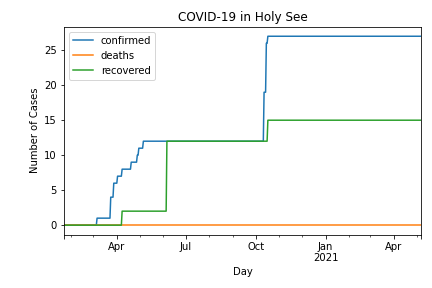 COVID-19 in Holy See
confirmed
deaths
recovered
Number of Cases
25
20
15
10
5
0
Apr
Jul
Oct
Jan
2021
Apr
Day